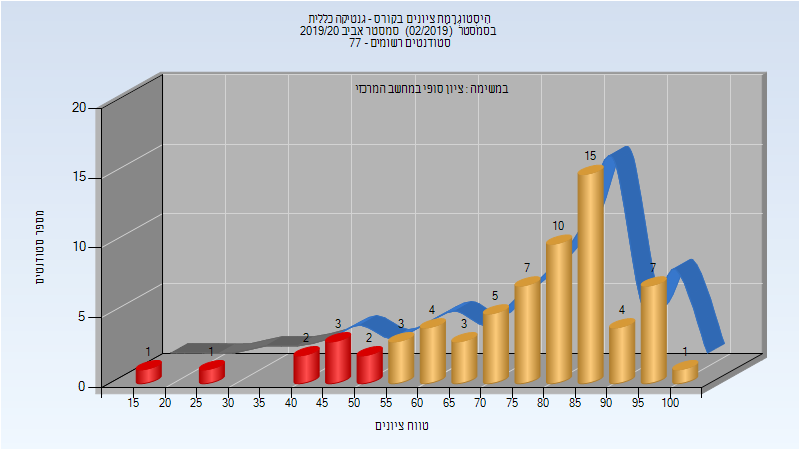 היסטוגרמת ציונים בקורס - גנטיקה כללית
בסמסטר (02/2019) סמסטר אביב 2019/20
סטודנטים רשומים - 77
במשימה : ציון סופי במחשב המרכזי
מספר סטודנטים
20
15
10
5
0
1
1
2
3
2
3
4
3
5
7
10
15
4
7
1
15 20 25 30 35 40 45 50 55 60 65 70 75 80 85 90 95 100
טווח ציונים